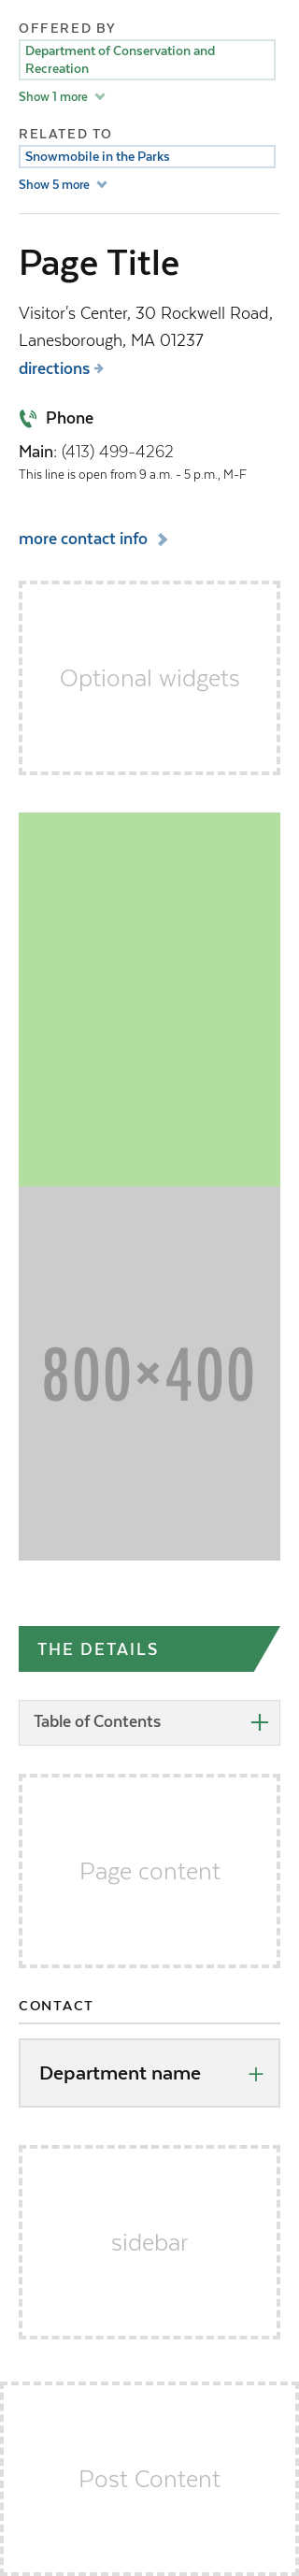 OFFERED BY
Department of Conservation and
Recreation
Show 1 more
RELATED TO
Snowmobile in the Parks
Show 5 more
Page Title
Visitor's Center, 30 Rockwell Road,
Lanesborough, MA 01237
directions
Phone
Main: (413) 499-4262
This line is open from 9 a.m. - 5 p.m., M-F
more contact info
Optional widgets
800×400
THE DETAILS
Table of Contents
Page content
CONTACT
Department name
sidebar
Post Content